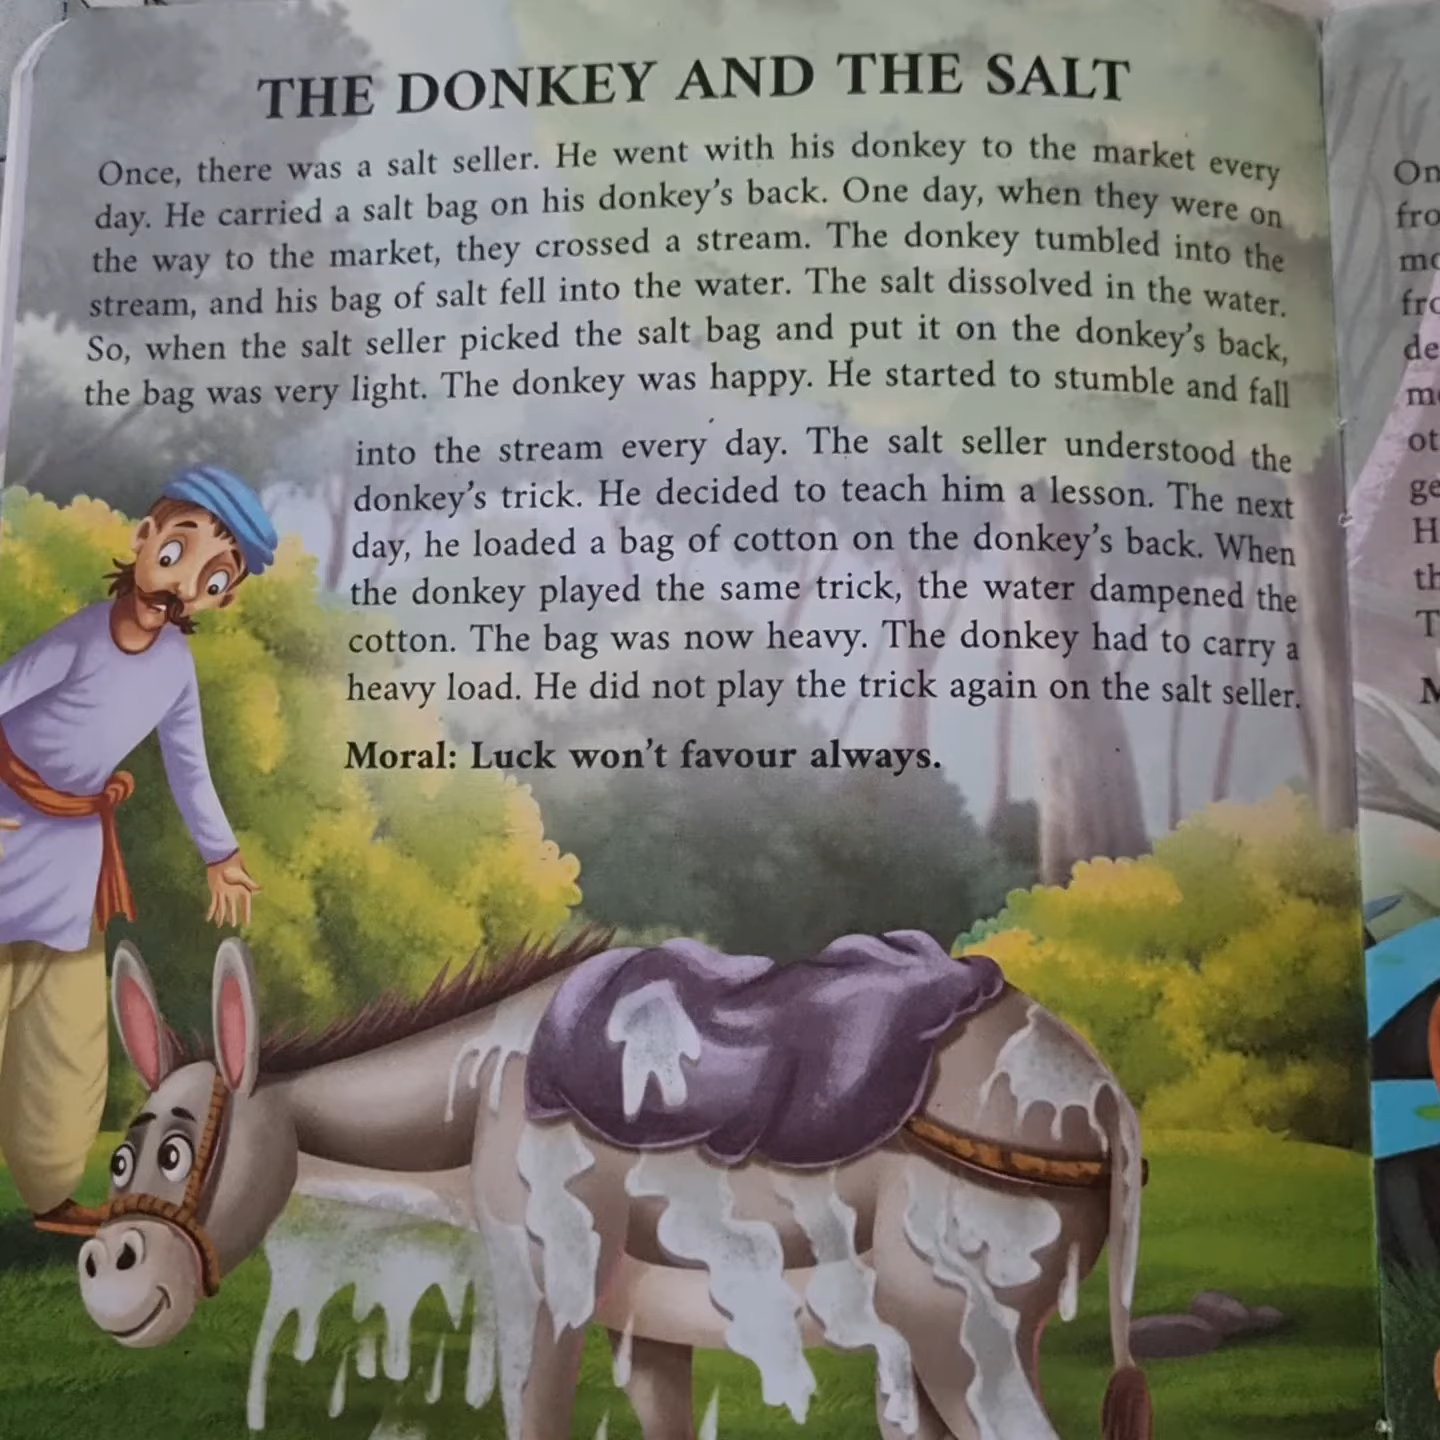 THE DONKEY AND THE SALT
Once, there was a salt seller. He went with his donkey to the market every
day. He carried a salt bag on his donkey's back. One day, when they were on
the way to the market, they crossed a stream. The donkey tumbled into the
stream, and his bag of salt fell into the water. The salt dissolved in the water.
So, when the salt seller picked the salt bag and put it on the donkey's back,
the bag was very light. The donkey was happy. He started to stumble and fall
into the stream every day. The salt seller understood the
donkey's trick. He decided to teach him a lesson. The next
day, he loaded a bag of cotton on the donkey's back. When
the donkey played the same trick, the water dampened the
cotton. The bag was now heavy. The donkey had to carry a
heavy load. He did not play the trick again on the salt seller.
Moral: Luck won't favour always.